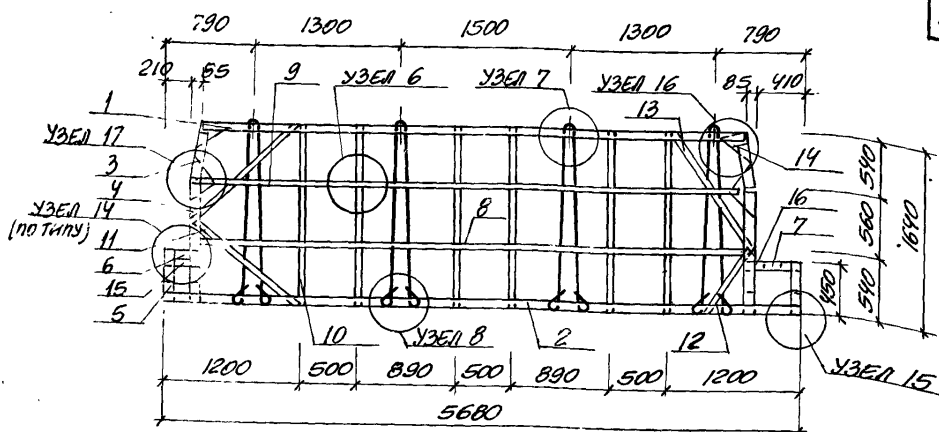 790 1300 1500 1300 790
210 55 9 УЗЕЛ 6 УЗЕЛ 7 УЗЕЛ 16 85 410
1 13
УЗЕЛ 17 14
3 540
4 16
УЗЕЛ 14 8 7 560 1640
(ПО ТИПУ)
11
6
15 450 540
5
10 УЗЕЛ 8 2 12 УЗЕЛ 15
1200 500 890 500 890 500 1200
5680